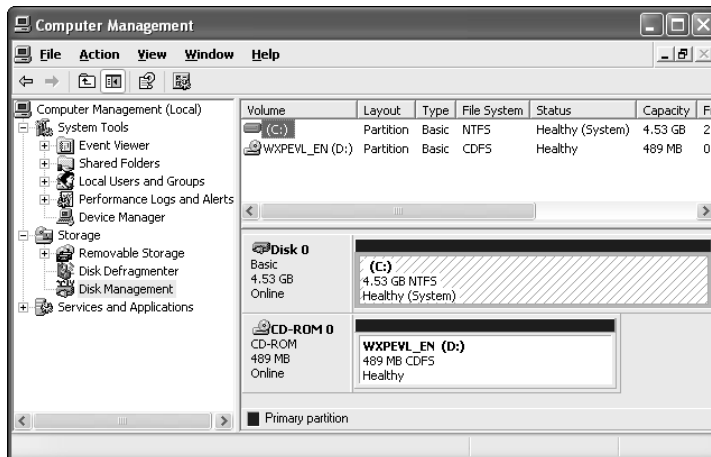 Computer Management
File Action View Window Help
Computer Management (Local)
System Tools
Event Viewer
Shared Folders
Local Users and Groups
Performance Logs and Alerts
Device Manager
Storage
Removable Storage
Disk Defragmenter
Disk Management
Services and Applications
Volume Layout Type File System Status Capacity F
(C:) Partition Basic NTFS Healthy (System) 4.53 GB 2
WXPEVL_EN (D:) Partition Basic CDFS Healthy 489 MB 0
Disk 0
Basic
4.53 GB
Online
(C:)
4.53 GB NTFS
Healthy (System)
CD-ROM 0
CD-ROM
489 MB
Online
WXPEVL_EN (D:)
489 MB CDFS
Healthy
Primary partition